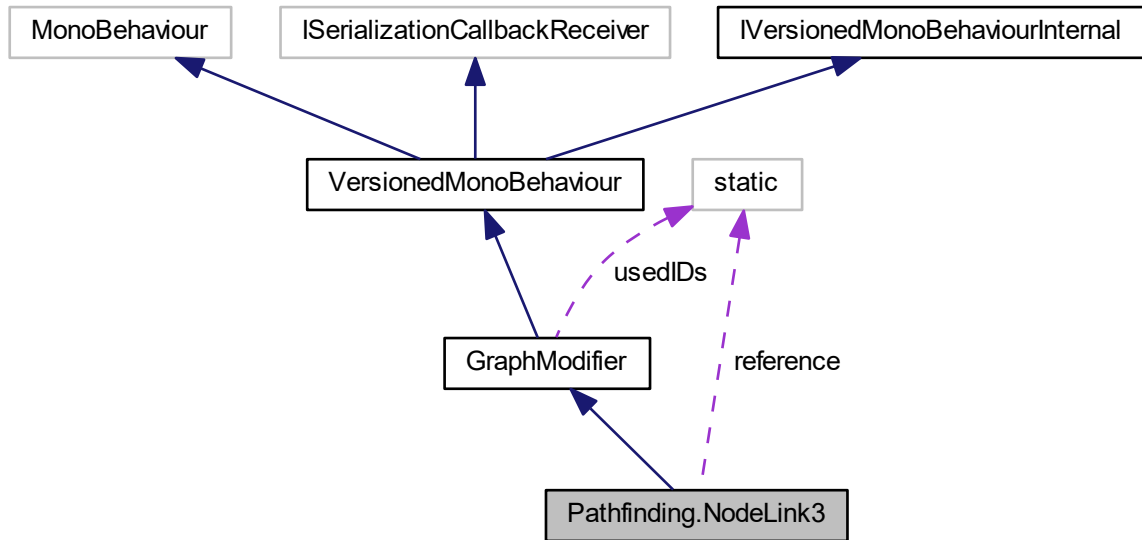 MonoBehaviour
ISerializationCallbackReceiver
IVersionedMonoBehaviourInternal
VersionedMonoBehaviour
static
usedIDs
GraphModifier
reference
Pathfinding.NodeLink3